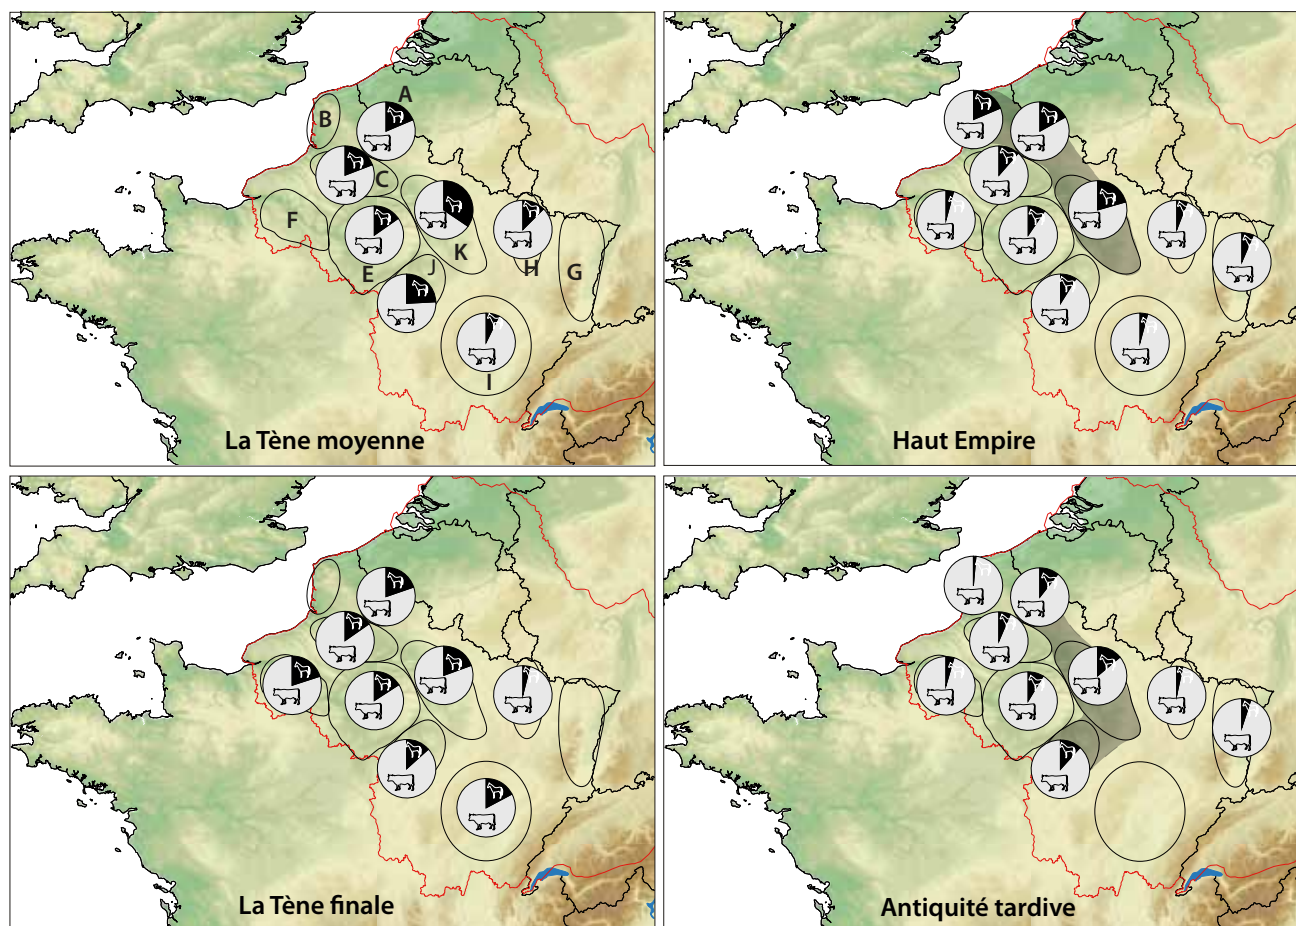 A
B
C
F
K
E
J
H
G
I
La Tène moyenne
Haut Empire
La Tène finale
Antiquité tardive